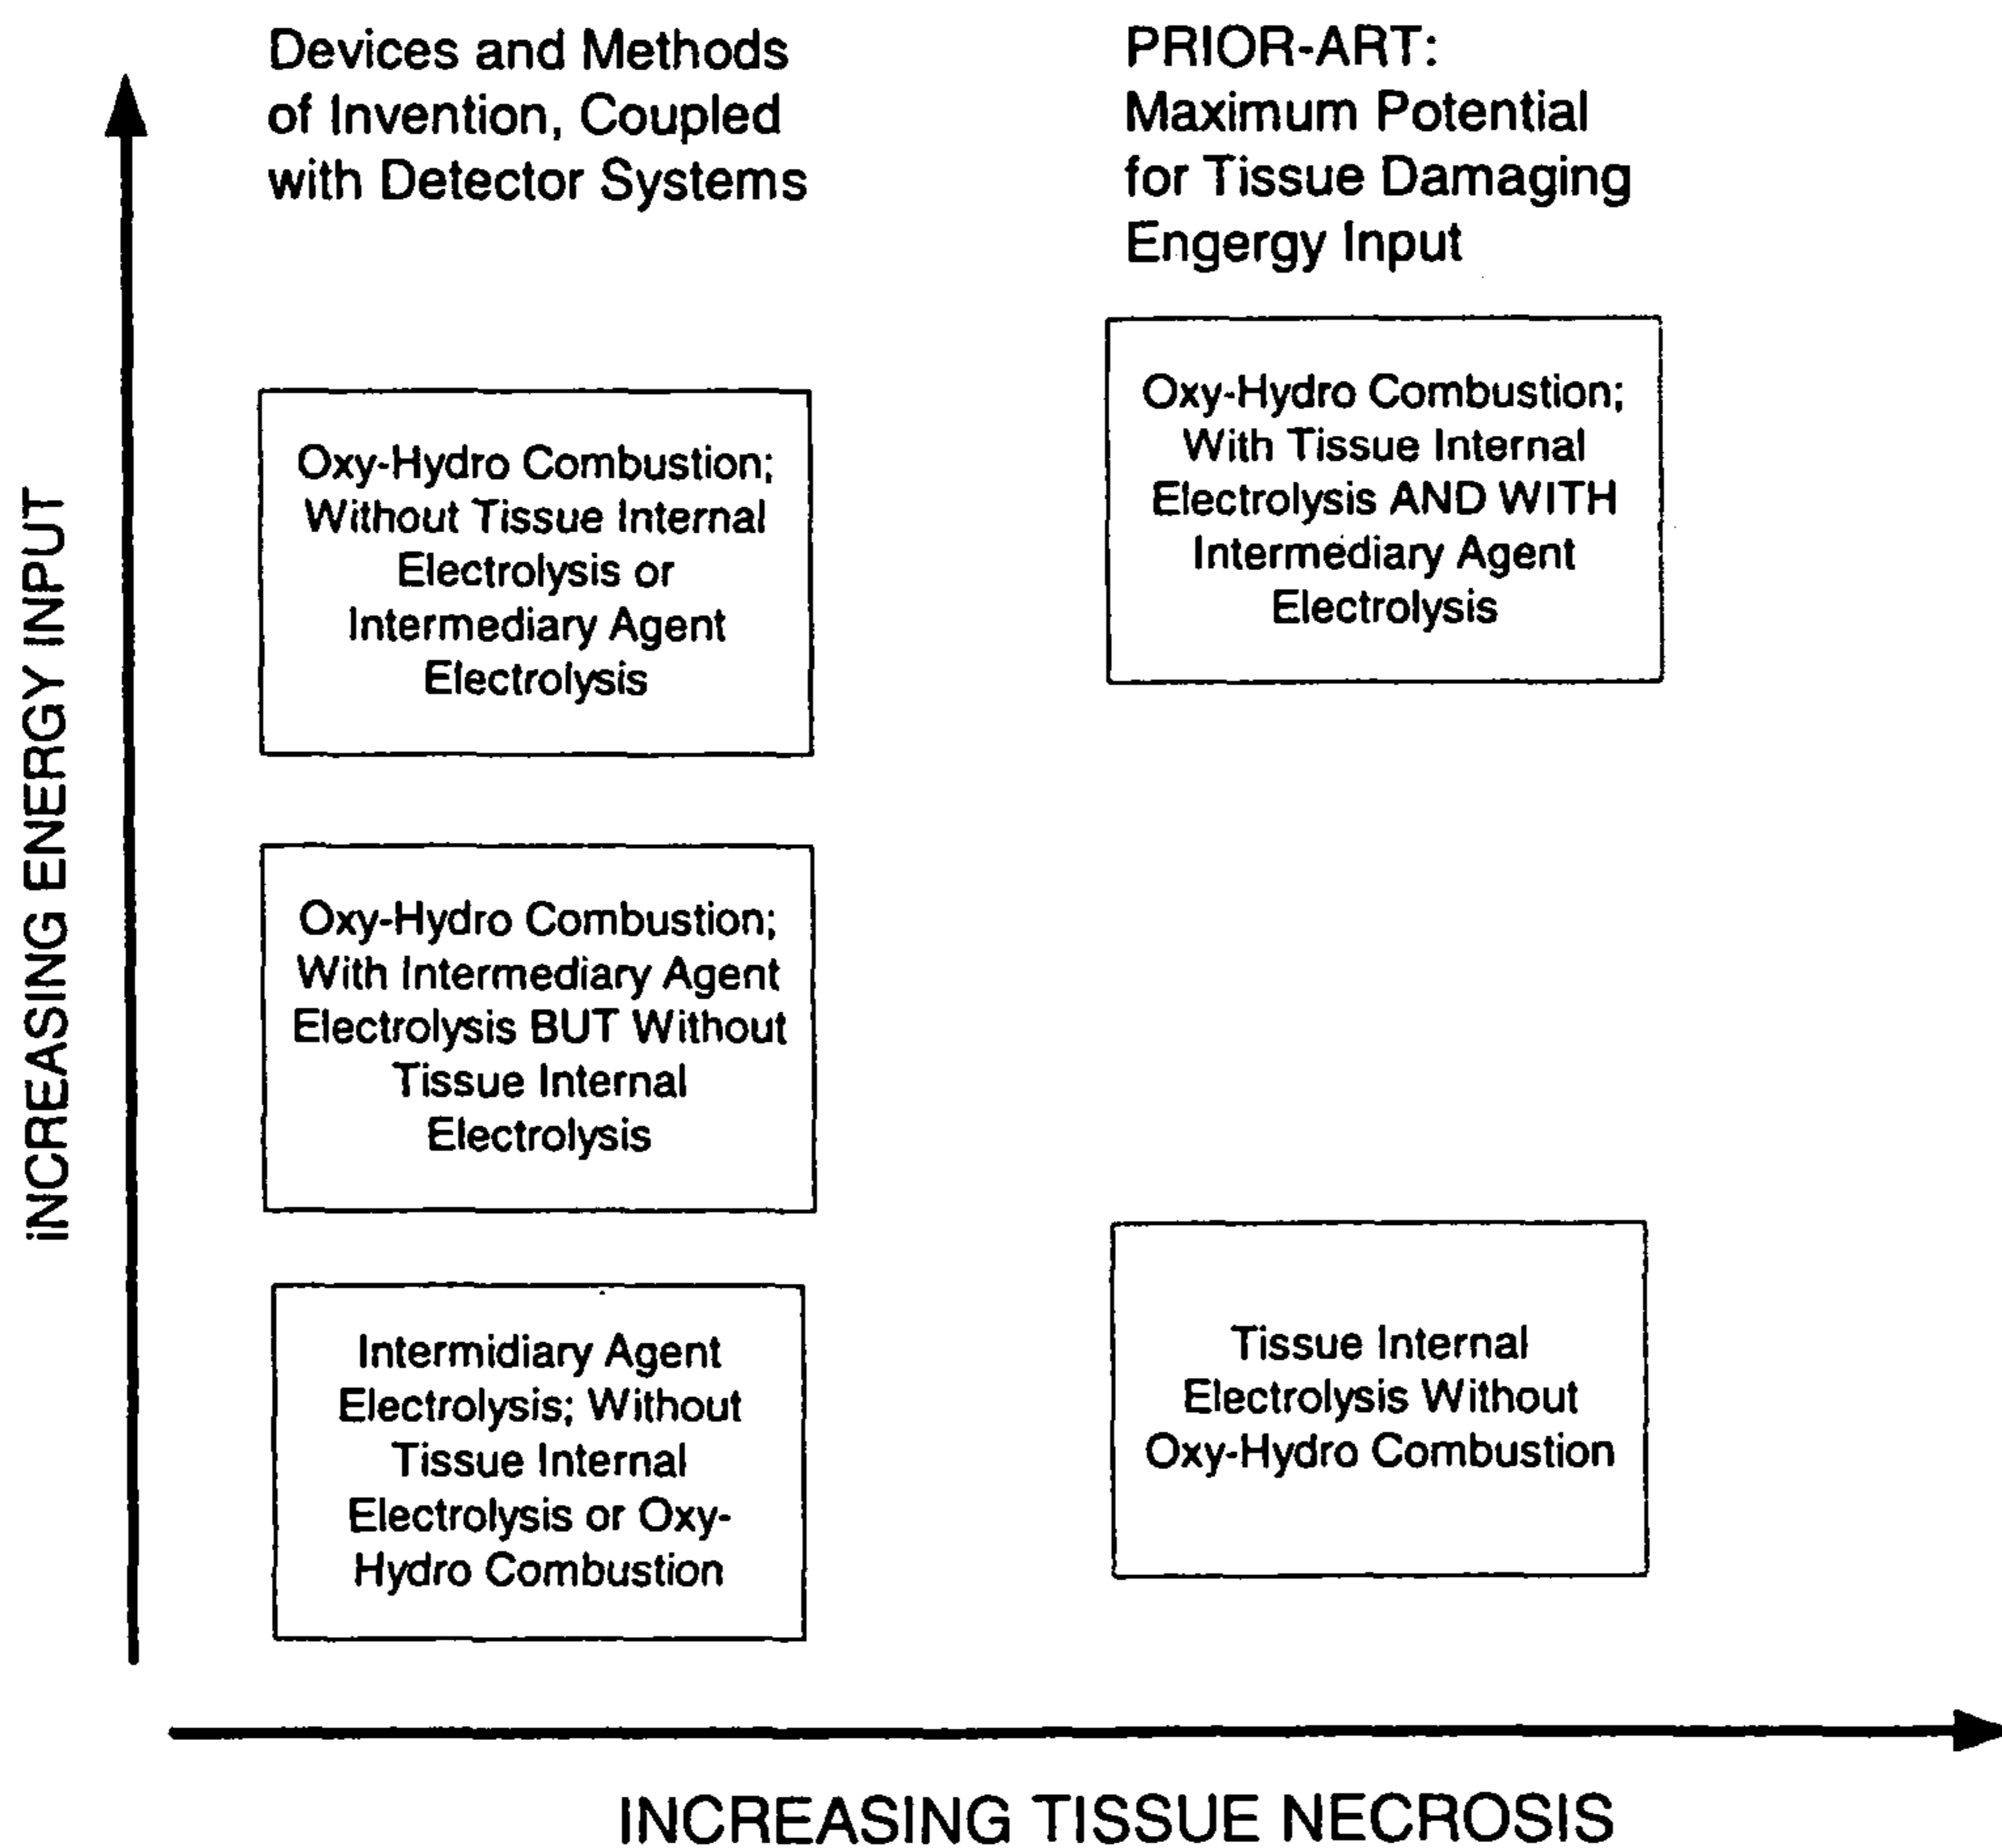 Devices and Methods
of Invention, Coupled
with Detector Systems
PRIOR-ART:
Maximum Potential
for Tissue Damaging
Engergy Input
iNCREASING ENERGY INPUT
Oxy-Hydro Combustion;
Without Tissue Internal
Electrolysis or
Intermediary Agent
Electrolysis
Oxy-Hydro Combustion;
With Tissue Internal
Electrolysis AND WITH
Intermediary Agent
Electrolysis
Oxy-Hydro Combustion;
With Intermediary Agent
Electrolysis BUT Without
Tissue Internal
Electrolysis
Intermidiary Agent
Electrolysis; Without
Tissue Internal
Electrolysis or Oxy-
Hydro Combustion
Tissue Internal
Electrolysis Without
Oxy-Hydro Combustion
INCREASING TISSUE NECROSIS